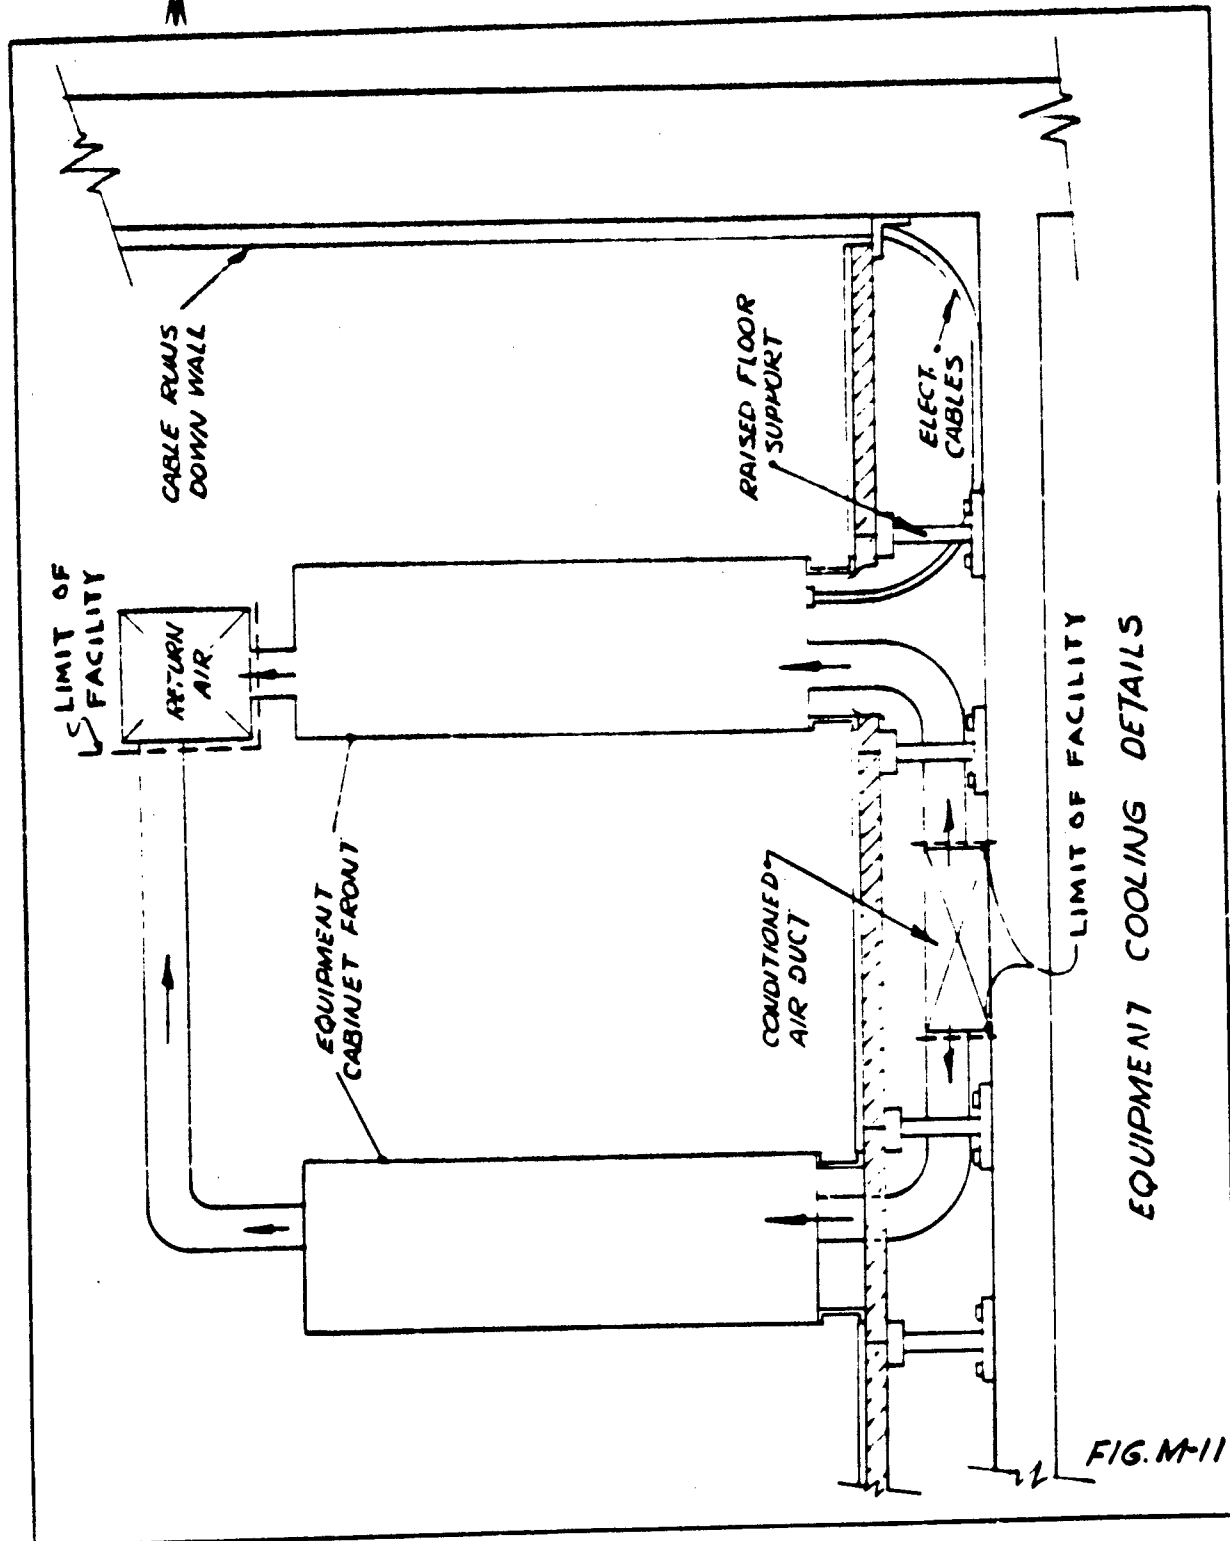 LIMIT OF
FACILITY
RETURN
AIR
CABLE RUNS
DOWN WALL
EQUIPMENT
CABINET FRONT
RAISED FLOOR
SUPPORT
CONDITIONED
AIR DUCT
ELECT.
CABLES
LIMIT OF FACILITY
EQUIPMENT COOLING DETAILS
FIG. M-11